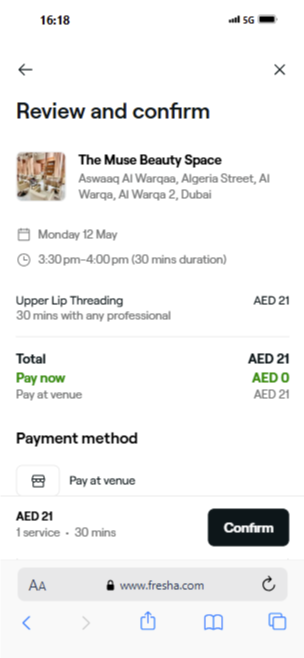 16:18
5G
Review and confirm
The Muse Beauty Space
Aswaaq Al Warqaa, Algeria Street, Al
Warqa, Al Warqa 2, Dubai
Monday 12 May
3:30 pm-4:00 pm (30 mins duration)
Upper Lip Threading AED 21
30 mins with any professional
Total AED 21
Pay now AED 0
Pay at venue AED 21
Payment method
Pay at venue
AED 21
1 service • 30 mins
Confirm
AA www.fresha.com